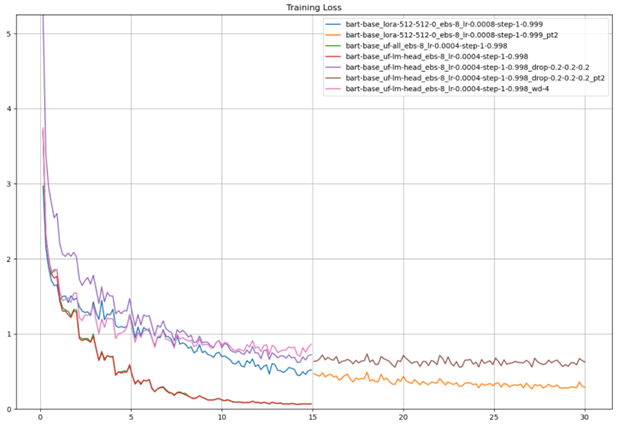 Training Loss
bart-base_lora-512-512-0_ebs-8_lr-0.0008-step-1-0.999
bart-base_lora-512-512-0_ebs-8_lr-0.0008-step-1-0.999_pt2
bart-base_uf-all_ebs-8_lr-0.0004-step-1-0.998
bart-base_uf-lm-head_ebs-8_lr-0.0004-step-1-0.998
bart-base_uf-lm-head_ebs-8_lr-0.0004-step-1-0.998_drop-0.2-0.2-0.2
bart-base_uf-lm-head_ebs-8_lr-0.0004-step-1-0.998_drop-0.2-0.2-0.2_pt2
bart-base_uf-lm-head_ebs-8_lr-0.0004-step-1-0.998_wd-4
5
4
3
2
1
0
0 5 10 15 20 25 30